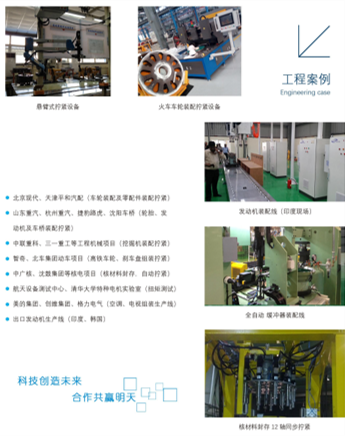 悬臂式拧紧设备
火车车轮装配拧紧设备
工程案例
Engineering case
发动机装配线（印度现场）
北京现代、天津平和汽配（车轮装配及零配件装配拧紧）
山东重汽、杭州重汽、捷豹路虎、沈阳车桥（轮胎、发
动机及车桥装配拧紧）
中联重科、三一重工等工程机械项目（挖掘机装配拧紧）
智奇、北车集团动车项目（高铁车轮、刹车盘组装拧紧）
中广核、沈鼓集团等核电项目（核材料封存、自动拧紧）
航天设备测试中心、清华大学特种电机实验室（扭矩测试）
美的集团、创维集团、格力电气（空调、电视组装生产线）
出口发动机生产线（印度、韩国）
全自动 缓冲器装配线
科技创造未来
合作共赢明天
核材料封存 12 轴同步拧紧